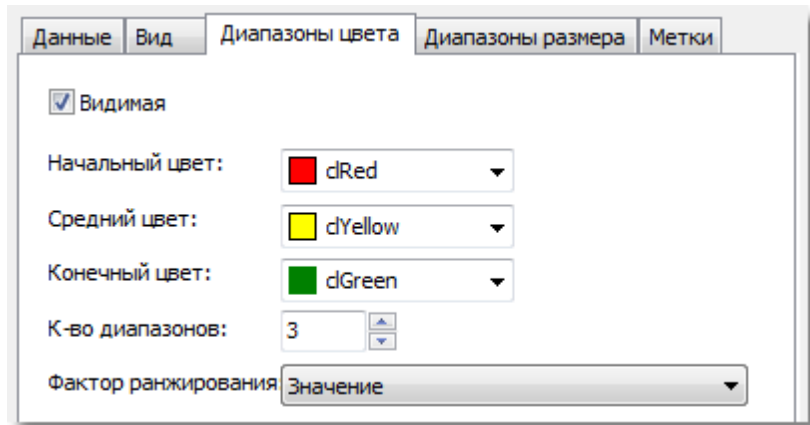 Данные Вид Диапазоны цвета Диапазоны размера Метки
Видимая
Начальный цвет: clRed
Средний цвет: clYellow
Конечный цвет: clGreen
К-во диапазонов: 3
Фактор ранжирования Значение